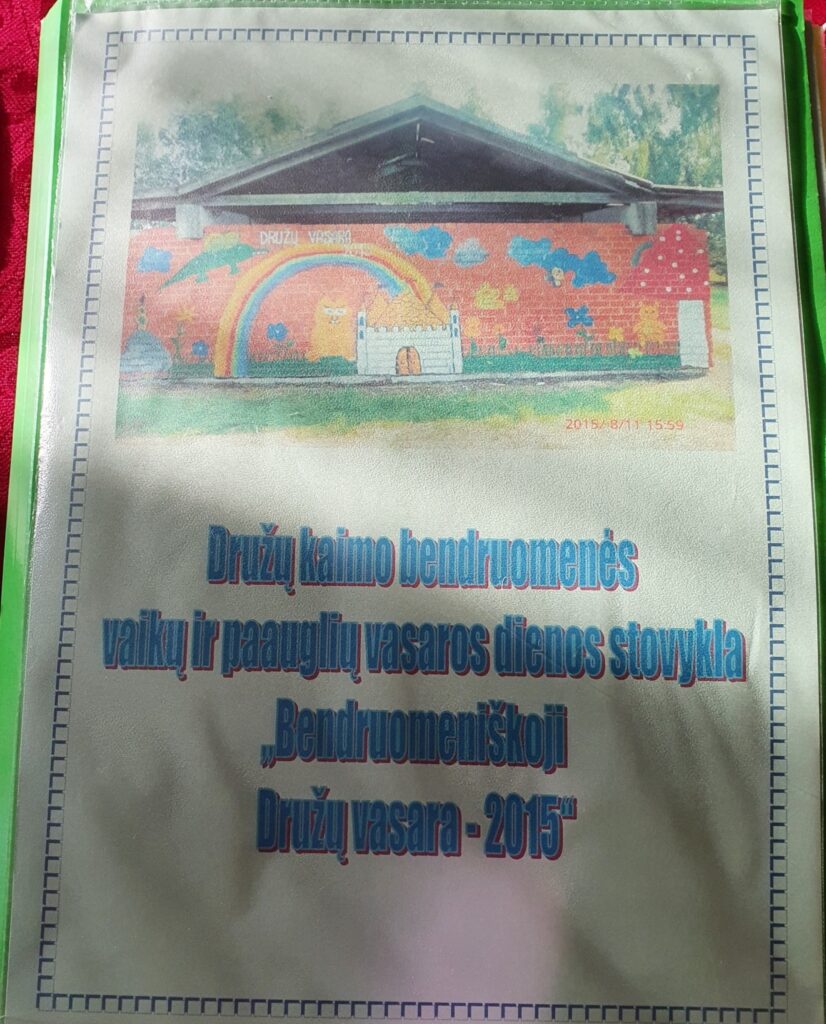 DRUŽŲ VASARA
2015/ 8/11 15:59
Družų kaimo bendruomenės
vaikų ir paauglių vasaros dienos stovykla
„Bendruomeniškoji
Družų vasara - 2015“